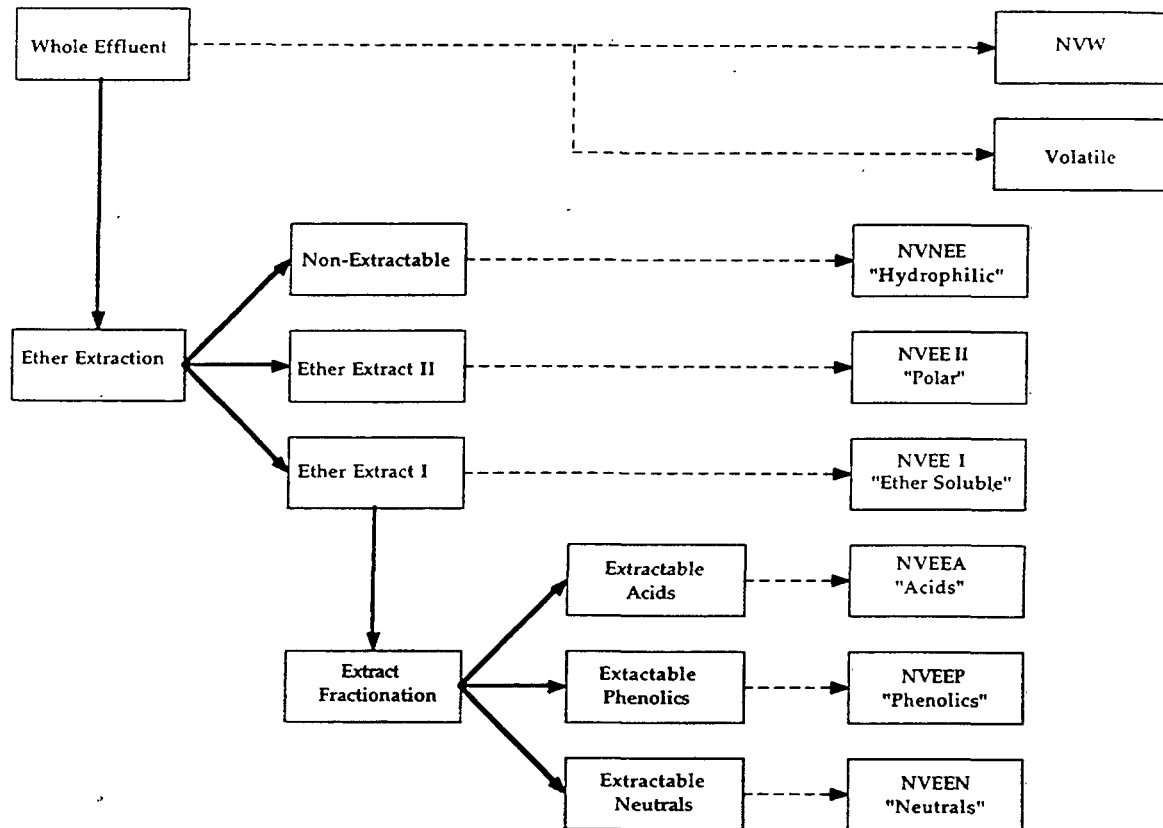 Whole Effluent
NVW
Volatile
Non-Extractable
NVNEE
"Hydrophilic"
Ether Extraction
Ether Extract II
NVEE II
"Polar"
Ether Extract I
NVEE I
"Ether Soluble"
Extractable
Acids
NVEEA
"Acids"
Extract
Fractionation
Extactable
Phenolics
NVEEP
"Phenolics"
Extractable
Neutrals
NVEEN
"Neutrals"